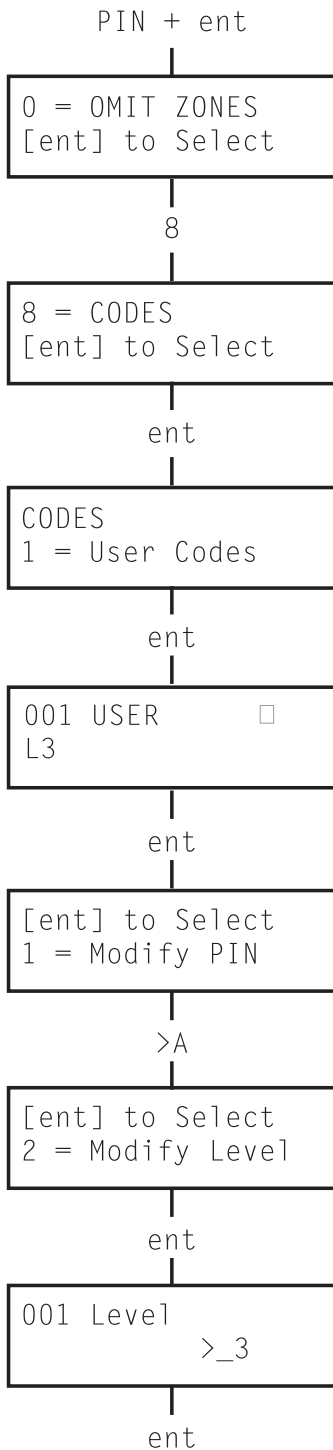 PIN + ent
0 = OMIT ZONES
[ent] to Select
8
8 = CODES
[ent] to Select
ent
CODES
1 = User Codes
ent
001 USER □
L3
ent
[ent] to Select
1 = Modify PIN
>A
[ent] to Select
2 = Modify Level
ent
001 Level
>_3
ent